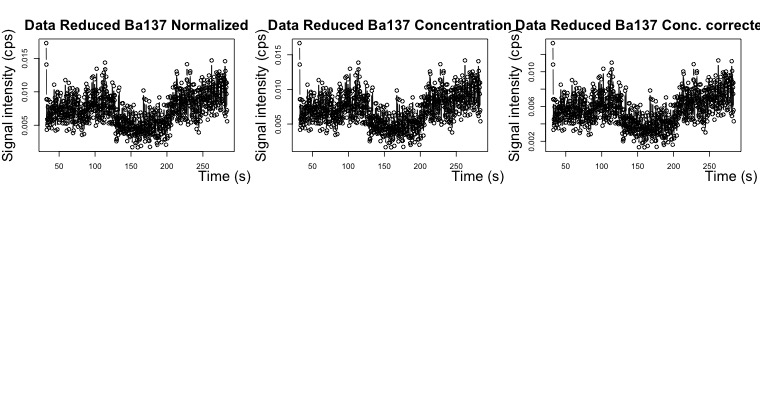 Data Reduced Ba137 Normalized
Signal intensity (cps)
0.005 0.010 0.015
50 100 150 200 250
Time (s)
Data Reduced Ba137 Concentration
Signal intensity (cps)
0.005 0.010 0.015
50 100 150 200 250
Time (s)
Data Reduced Ba137 Conc. correcte
Signal intensity (cps)
0.002 0.006 0.010
50 100 150 200 250
Time (s)